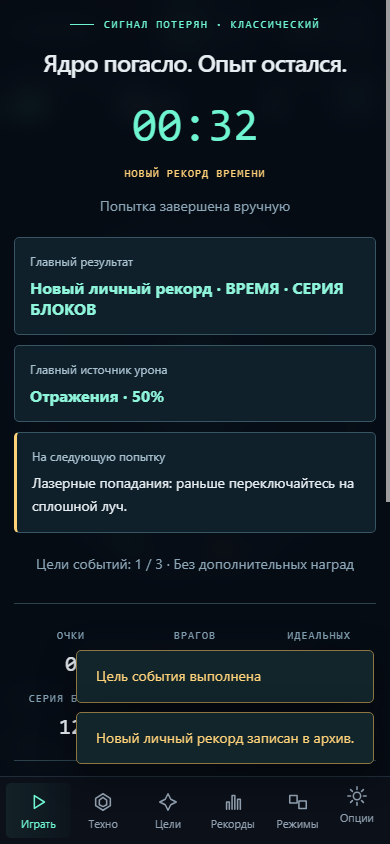 СИГНАЛ ПОТЕРЯН · КЛАССИЧЕСКИЙ
Ядро погасло. Опыт остался.
00:32
НОВЫЙ РЕКОРД ВРЕМЕНИ
Попытка завершена вручную
Главный результат
Новый личный рекорд · ВРЕМЯ · СЕРИЯ
БЛОКОВ
Главный источник урона
Отражения · 50%
На следующую попытку
Лазерные попадания: раньше переключайтесь на
сплошной луч.
Цели событий: 1 / 3 · Без дополнительных наград
ОЧКИ ВРАГОВ ИДЕАЛЬНЫХ
Цель события выполнена
СЕРИЯ
Новый личный рекорд записан в архив.
Играть Техно Цели Рекорды Режимы Опции